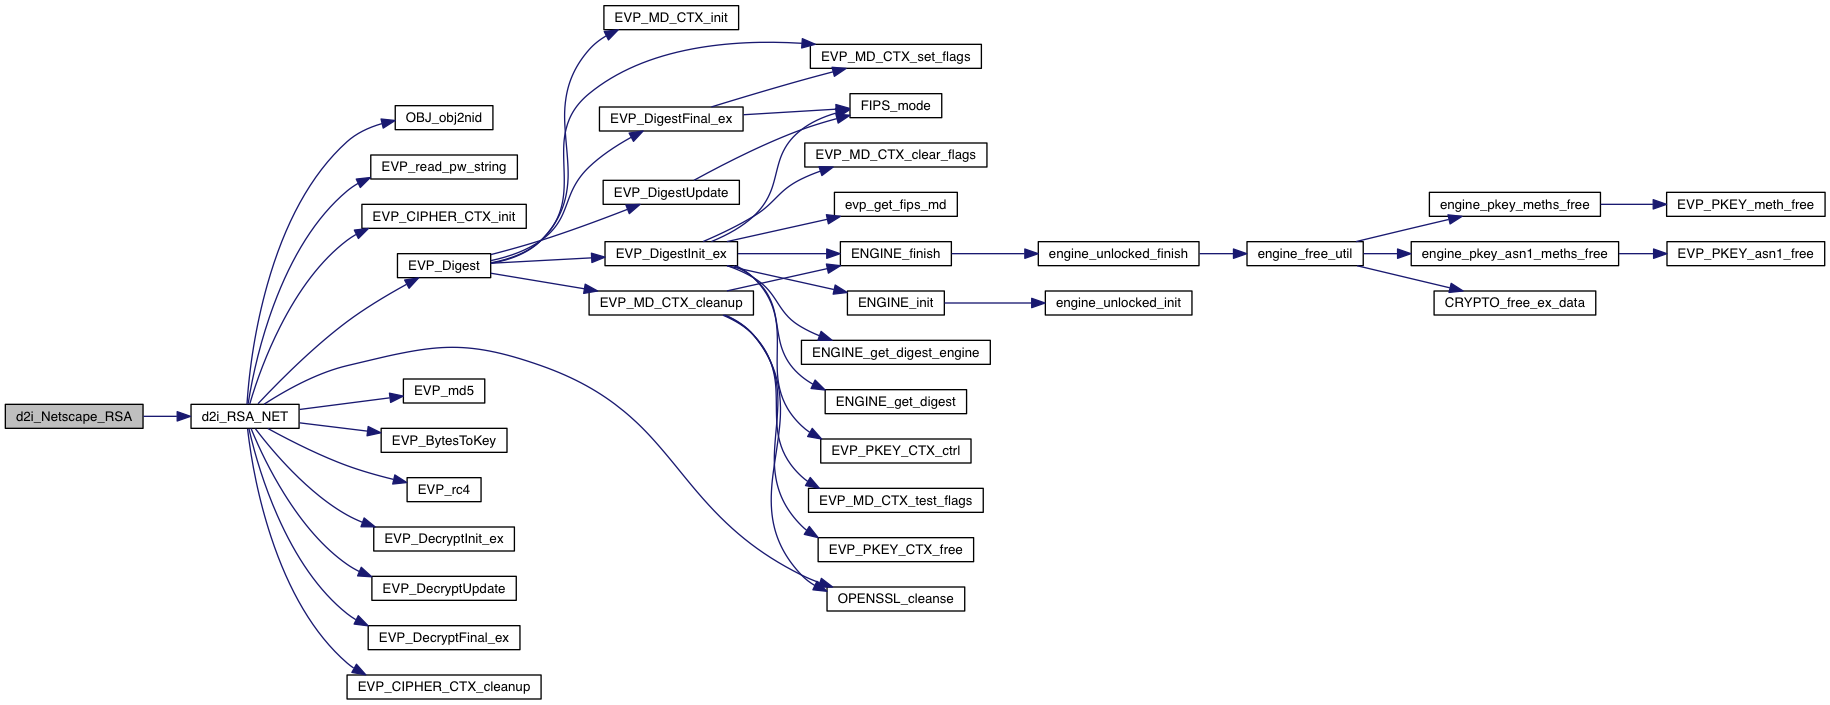 d2i_Netscape_RSA
d2i_RSA_NET
OBJ_obj2nid
EVP_read_pw_string
EVP_CIPHER_CTX_init
EVP_Digest
EVP_md5
EVP_BytesToKey
EVP_rc4
EVP_DecryptInit_ex
EVP_DecryptUpdate
EVP_DecryptFinal_ex
EVP_CIPHER_CTX_cleanup
EVP_MD_CTX_init
EVP_DigestFinal_ex
EVP_DigestUpdate
EVP_DigestInit_ex
EVP_MD_CTX_cleanup
EVP_MD_CTX_set_flags
FIPS_mode
EVP_MD_CTX_clear_flags
evp_get_fips_md
ENGINE_finish
ENGINE_init
ENGINE_get_digest_engine
ENGINE_get_digest
EVP_PKEY_CTX_ctrl
EVP_MD_CTX_test_flags
EVP_PKEY_CTX_free
OPENSSL_cleanse
engine_unlocked_finish
engine_unlocked_init
engine_free_util
engine_pkey_meths_free
engine_pkey_asn1_meths_free
CRYPTO_free_ex_data
EVP_PKEY_meth_free
EVP_PKEY_asn1_free